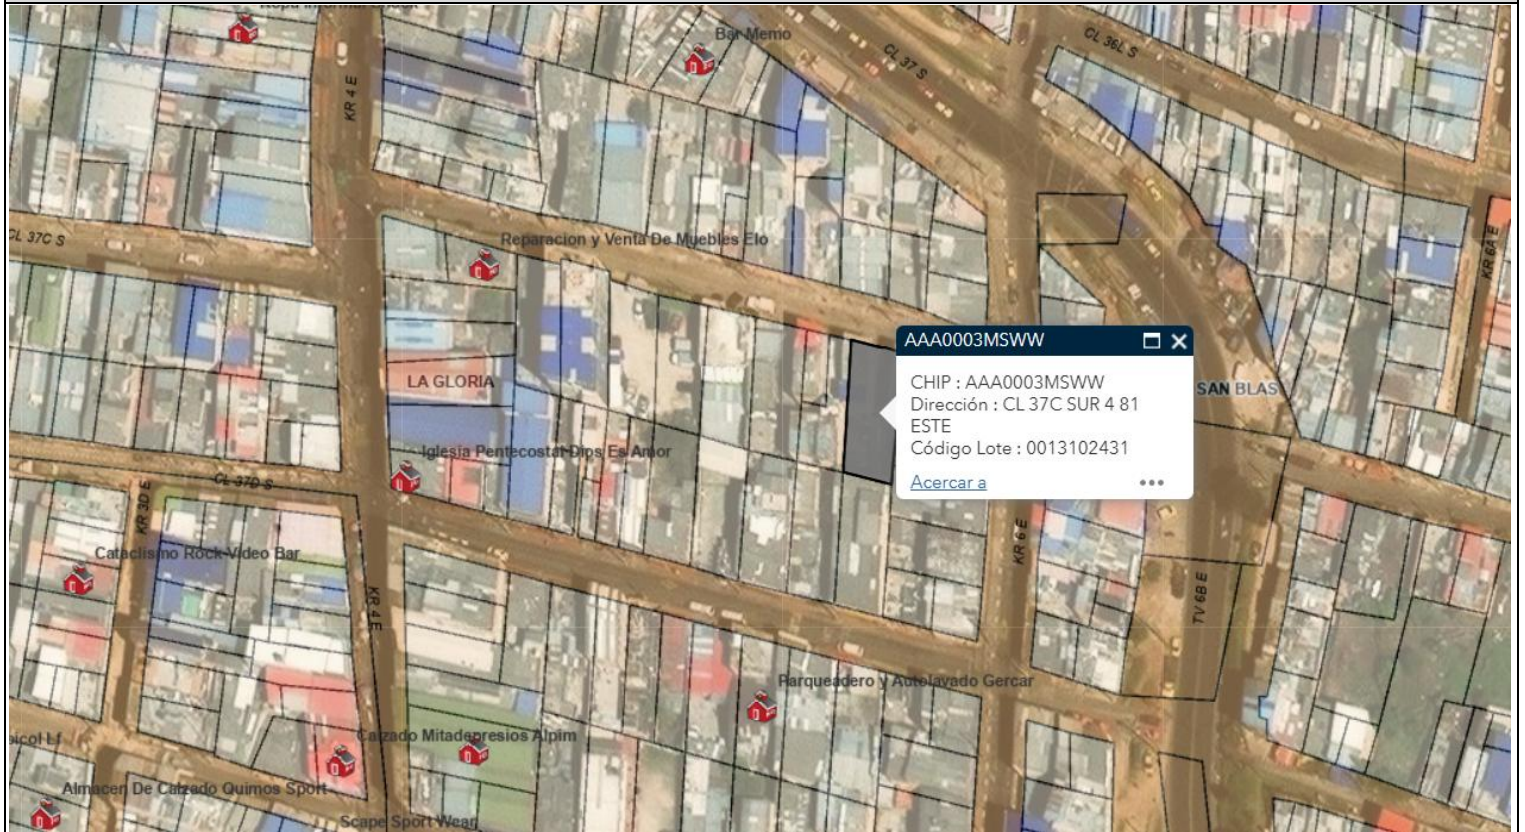 Bar Memo
CL 37 S
CL 36L S
KR 4 E
CL 37C S
Reparacion y Venta De Muebles Elo
KR 6A E
AAA0003MSWW
CHIP : AAA0003MSWW
Dirección : CL 37C SUR 4 81
ESTE
Código Lote : 0013102431
Acercar a
SAN BLAS
LA GLORIA
Iglesia Pentecostal Dios Es Amor
CL 37D S
KR 3D E
Cataclismo Rock Video Bar
KR 6 E
TV 6B E
KR 4 E
Parqueadero y Autolavado Gercar
Calzado Mitadepresios Alpim
Almacen De Calzado Quimos Sport
Scape Sport Wear